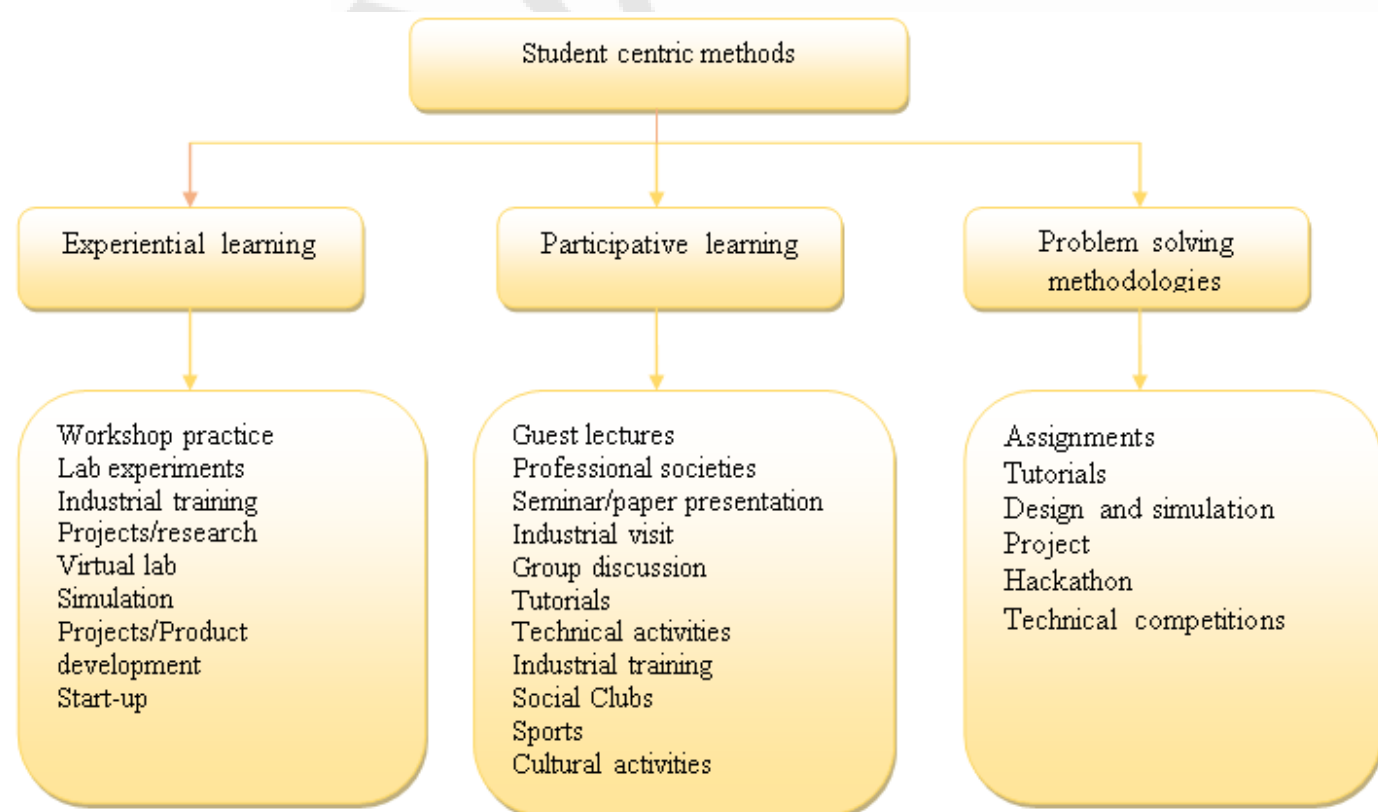 Student centric methods
Experiential learning
Participative learning
Problem solving
methodologies
Workshop practice
Lab experiments
Industrial training
Projects/research
Virtual lab
Simulation
Projects/Product
development
Start-up
Guest lectures
Professional societies
Seminar/paper presentation
Industrial visit
Group discussion
Tutorials
Technical activities
Industrial training
Social Clubs
Sports
Cultural activities
Assignments
Tutorials
Design and simulation
Project
Hackathon
Technical competitions